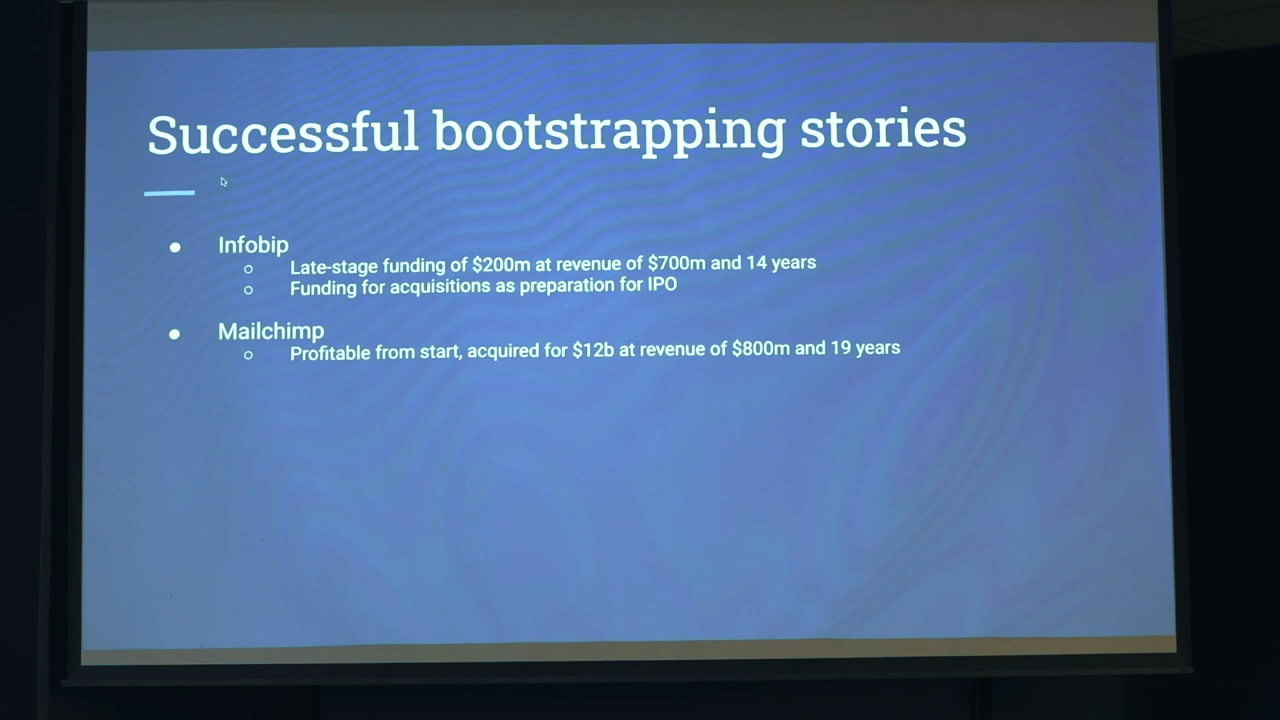 Successful bootstrapping stories
Infobip
Late-stage funding of $200m at revenue of $700m and 14 years
Funding for acquisitions as preparation for IPO
Mailchimp
Profitable from start, acquired for $12b at revenue of $800m and 19 years